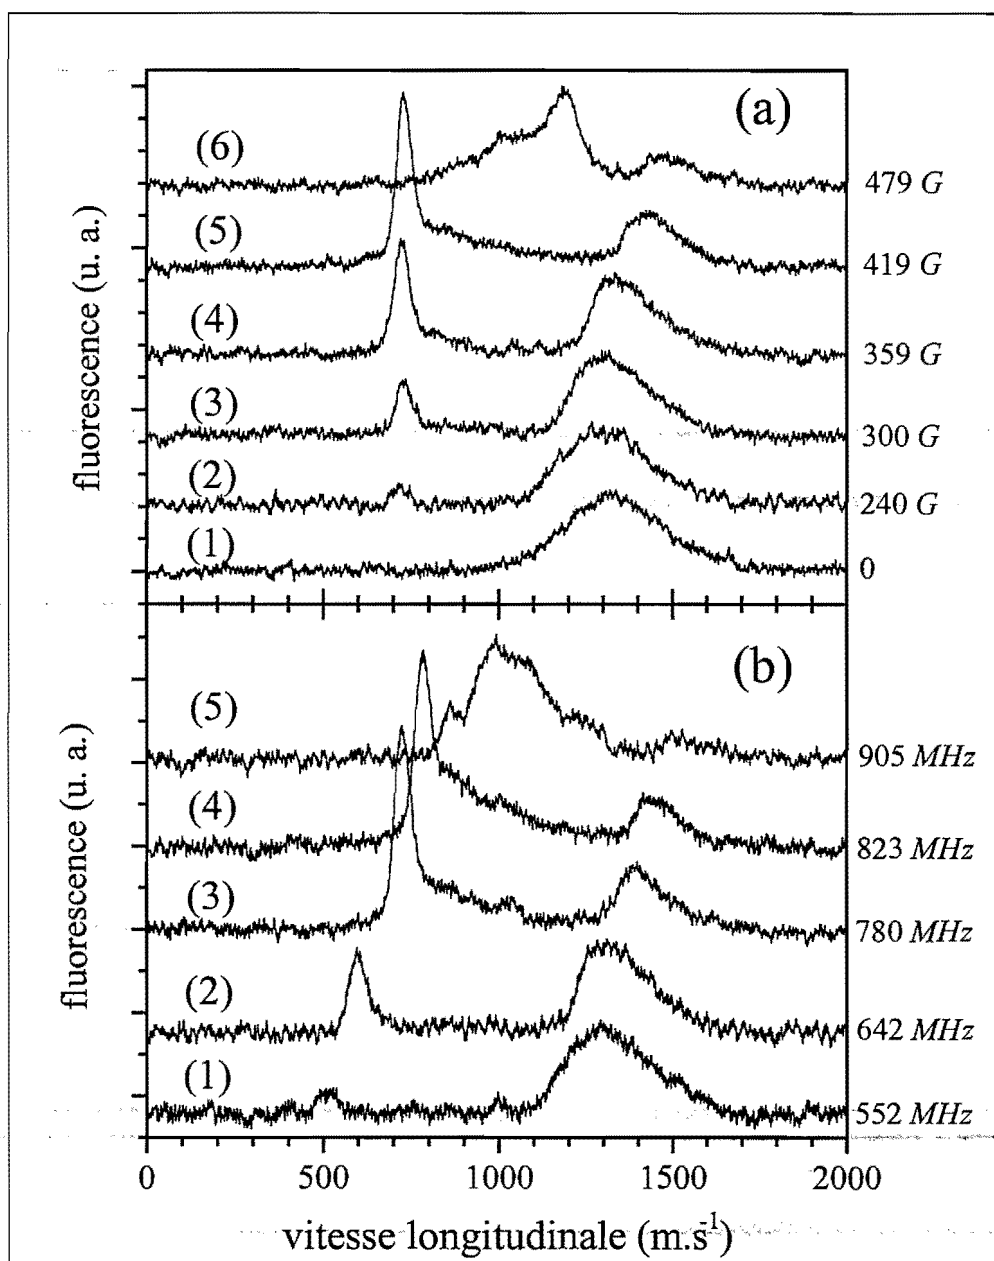 (a)
(6)
479 G
(5)
419 G
(4)
359 G
(3)
300 G
(2)
240 G
(1)
0
fluorescence (u. a.)
(b)
(5)
905 MHz
(4)
823 MHz
(3)
780 MHz
(2)
642 MHz
(1)
552 MHz
fluorescence (u. a.)
0 500 1000 1500 2000
vitesse longitudinale (m.s⁻¹)